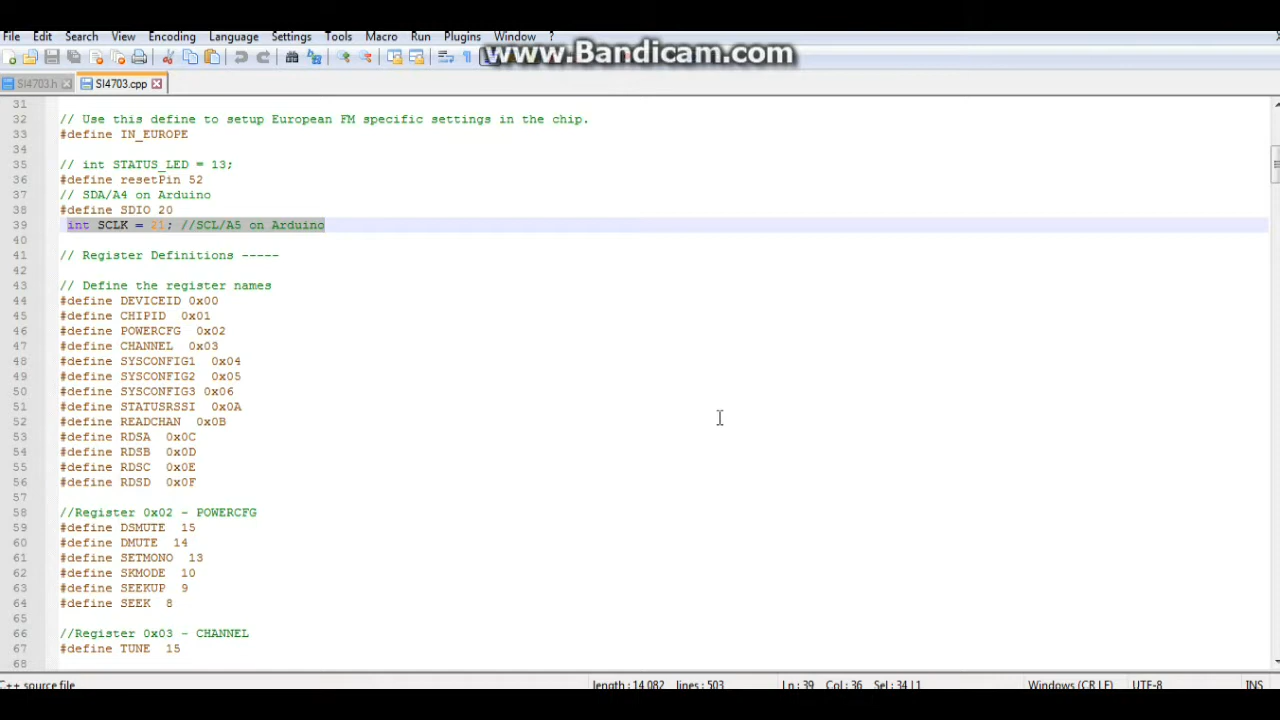 www.Bandicam.com
File Edit Search View Encoding Language Settings Tools Macro Run Plugins Window ?
SI4703.h SI4703.cpp
31
32 // Use this define to setup European FM specific settings in the chip.
33 #define IN_EUROPE
34
35 // int STATUS_LED = 13;
36 #define resetPin 52
37 // SDA/A4 on Arduino
38 #define SDIO 20
39 int SCLK = 21; //SCL/A5 on Arduino
40
41 // Register Definitions -----
42
43 // Define the register names
44 #define DEVICEID 0x00
45 #define CHIPID 0x01
46 #define POWERCFG 0x02
47 #define CHANNEL 0x03
48 #define SYSCONFIG1 0x04
49 #define SYSCONFIG2 0x05
50 #define SYSCONFIG3 0x06
51 #define STATUSRSSI 0x0A
52 #define READCHAN 0x0B
53 #define RDSA 0x0C
54 #define RDSB 0x0D
55 #define RDSC 0x0E
56 #define RDSD 0x0F
57
58 //Register 0x02 - POWERCFG
59 #define DSMUTE 15
60 #define DMUTE 14
61 #define SETMONO 13
62 #define SKMODE 10
63 #define SEEKUP 9
64 #define SEEK 8
65
66 //Register 0x03 - CHANNEL
67 #define TUNE 15
68
C++ source file length : 14,082 lines : 503 Ln : 39 Col : 36 Sel : 34 | 1 Windows (CR LF) UTF-8 INS